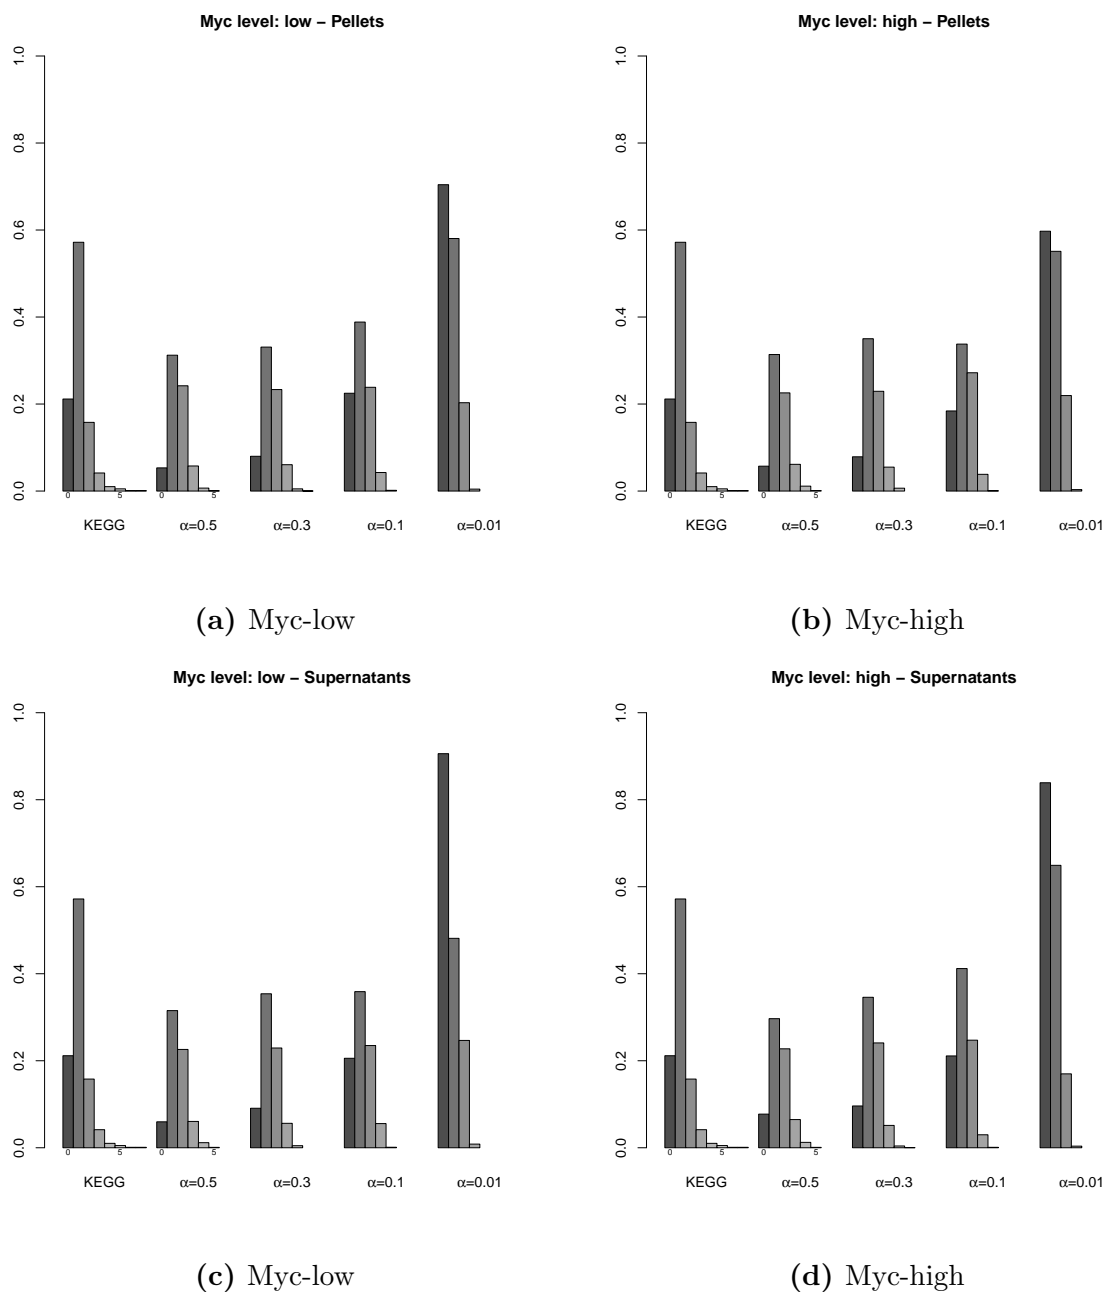 Myc level: low – Pellets
1.0
0.8
0.6
0.4
0.2
0.0
0 5 0 5
KEGG α=0.5 α=0.3 α=0.1 α=0.01
(a) Myc-low
Myc level: high – Pellets
1.0
0.8
0.6
0.4
0.2
0.0
0 5 0 5
KEGG α=0.5 α=0.3 α=0.1 α=0.01
(b) Myc-high
Myc level: low – Supernatants
1.0
0.8
0.6
0.4
0.2
0.0
0 5 0 5
KEGG α=0.5 α=0.3 α=0.1 α=0.01
(c) Myc-low
Myc level: high – Supernatants
1.0
0.8
0.6
0.4
0.2
0.0
0 5 0 5
KEGG α=0.5 α=0.3 α=0.1 α=0.01
(d) Myc-high